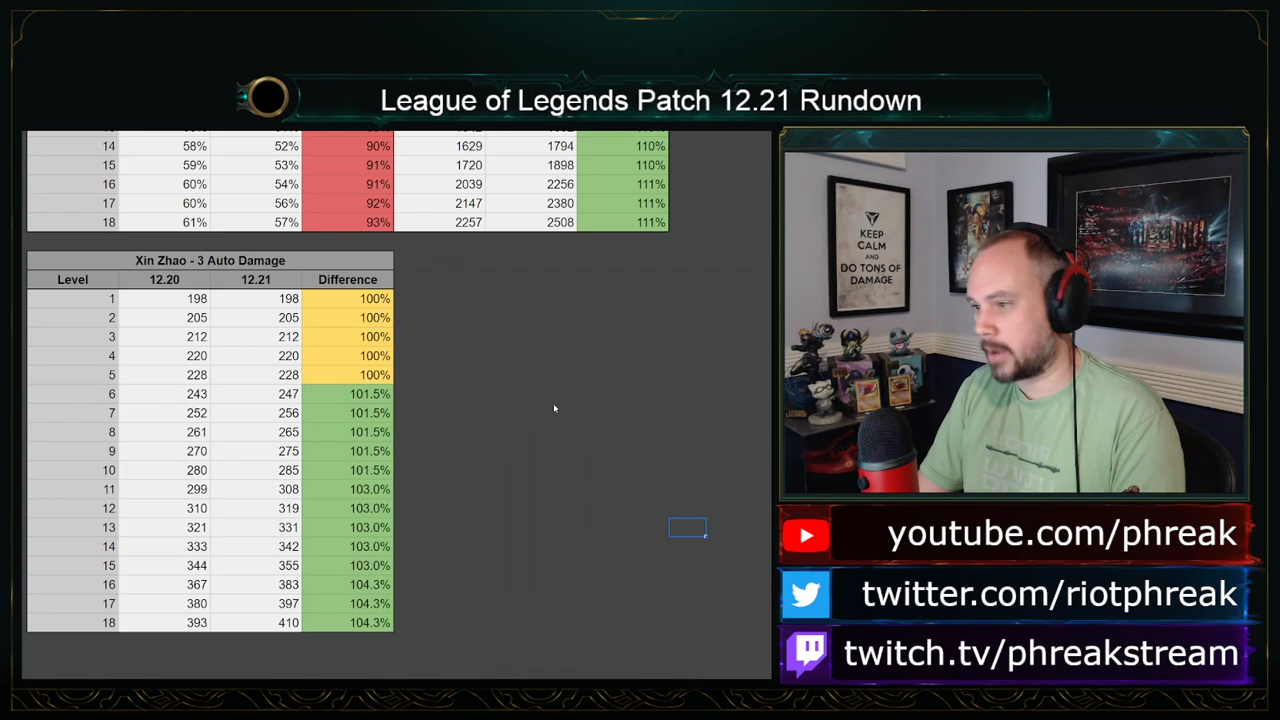 League of Legends Patch 12.21 Rundown
14 58% 52% 90% 1629 1794 110%
15 59% 53% 91% 1720 1898 110%
16 60% 54% 91% 2039 2256 111%
17 60% 56% 92% 2147 2380 111%
18 61% 57% 93% 2257 2508 111%
Xin Zhao - 3 Auto Damage
Level 12.20 12.21 Difference
1 198 198 100%
2 205 205 100%
3 212 212 100%
4 220 220 100%
5 228 228 100%
6 243 247 101.5%
7 252 256 101.5%
8 261 265 101.5%
9 270 275 101.5%
10 280 285 101.5%
11 299 308 103.0%
12 310 319 103.0%
13 321 331 103.0%
14 333 342 103.0%
15 344 355 103.0%
16 367 383 104.3%
17 380 397 104.3%
18 393 410 104.3%
KEEP
CALM
AND
DO TONS OF
DAMAGE
youtube.com/phreak
twitter.com/riotphreak
twitch.tv/phreakstream